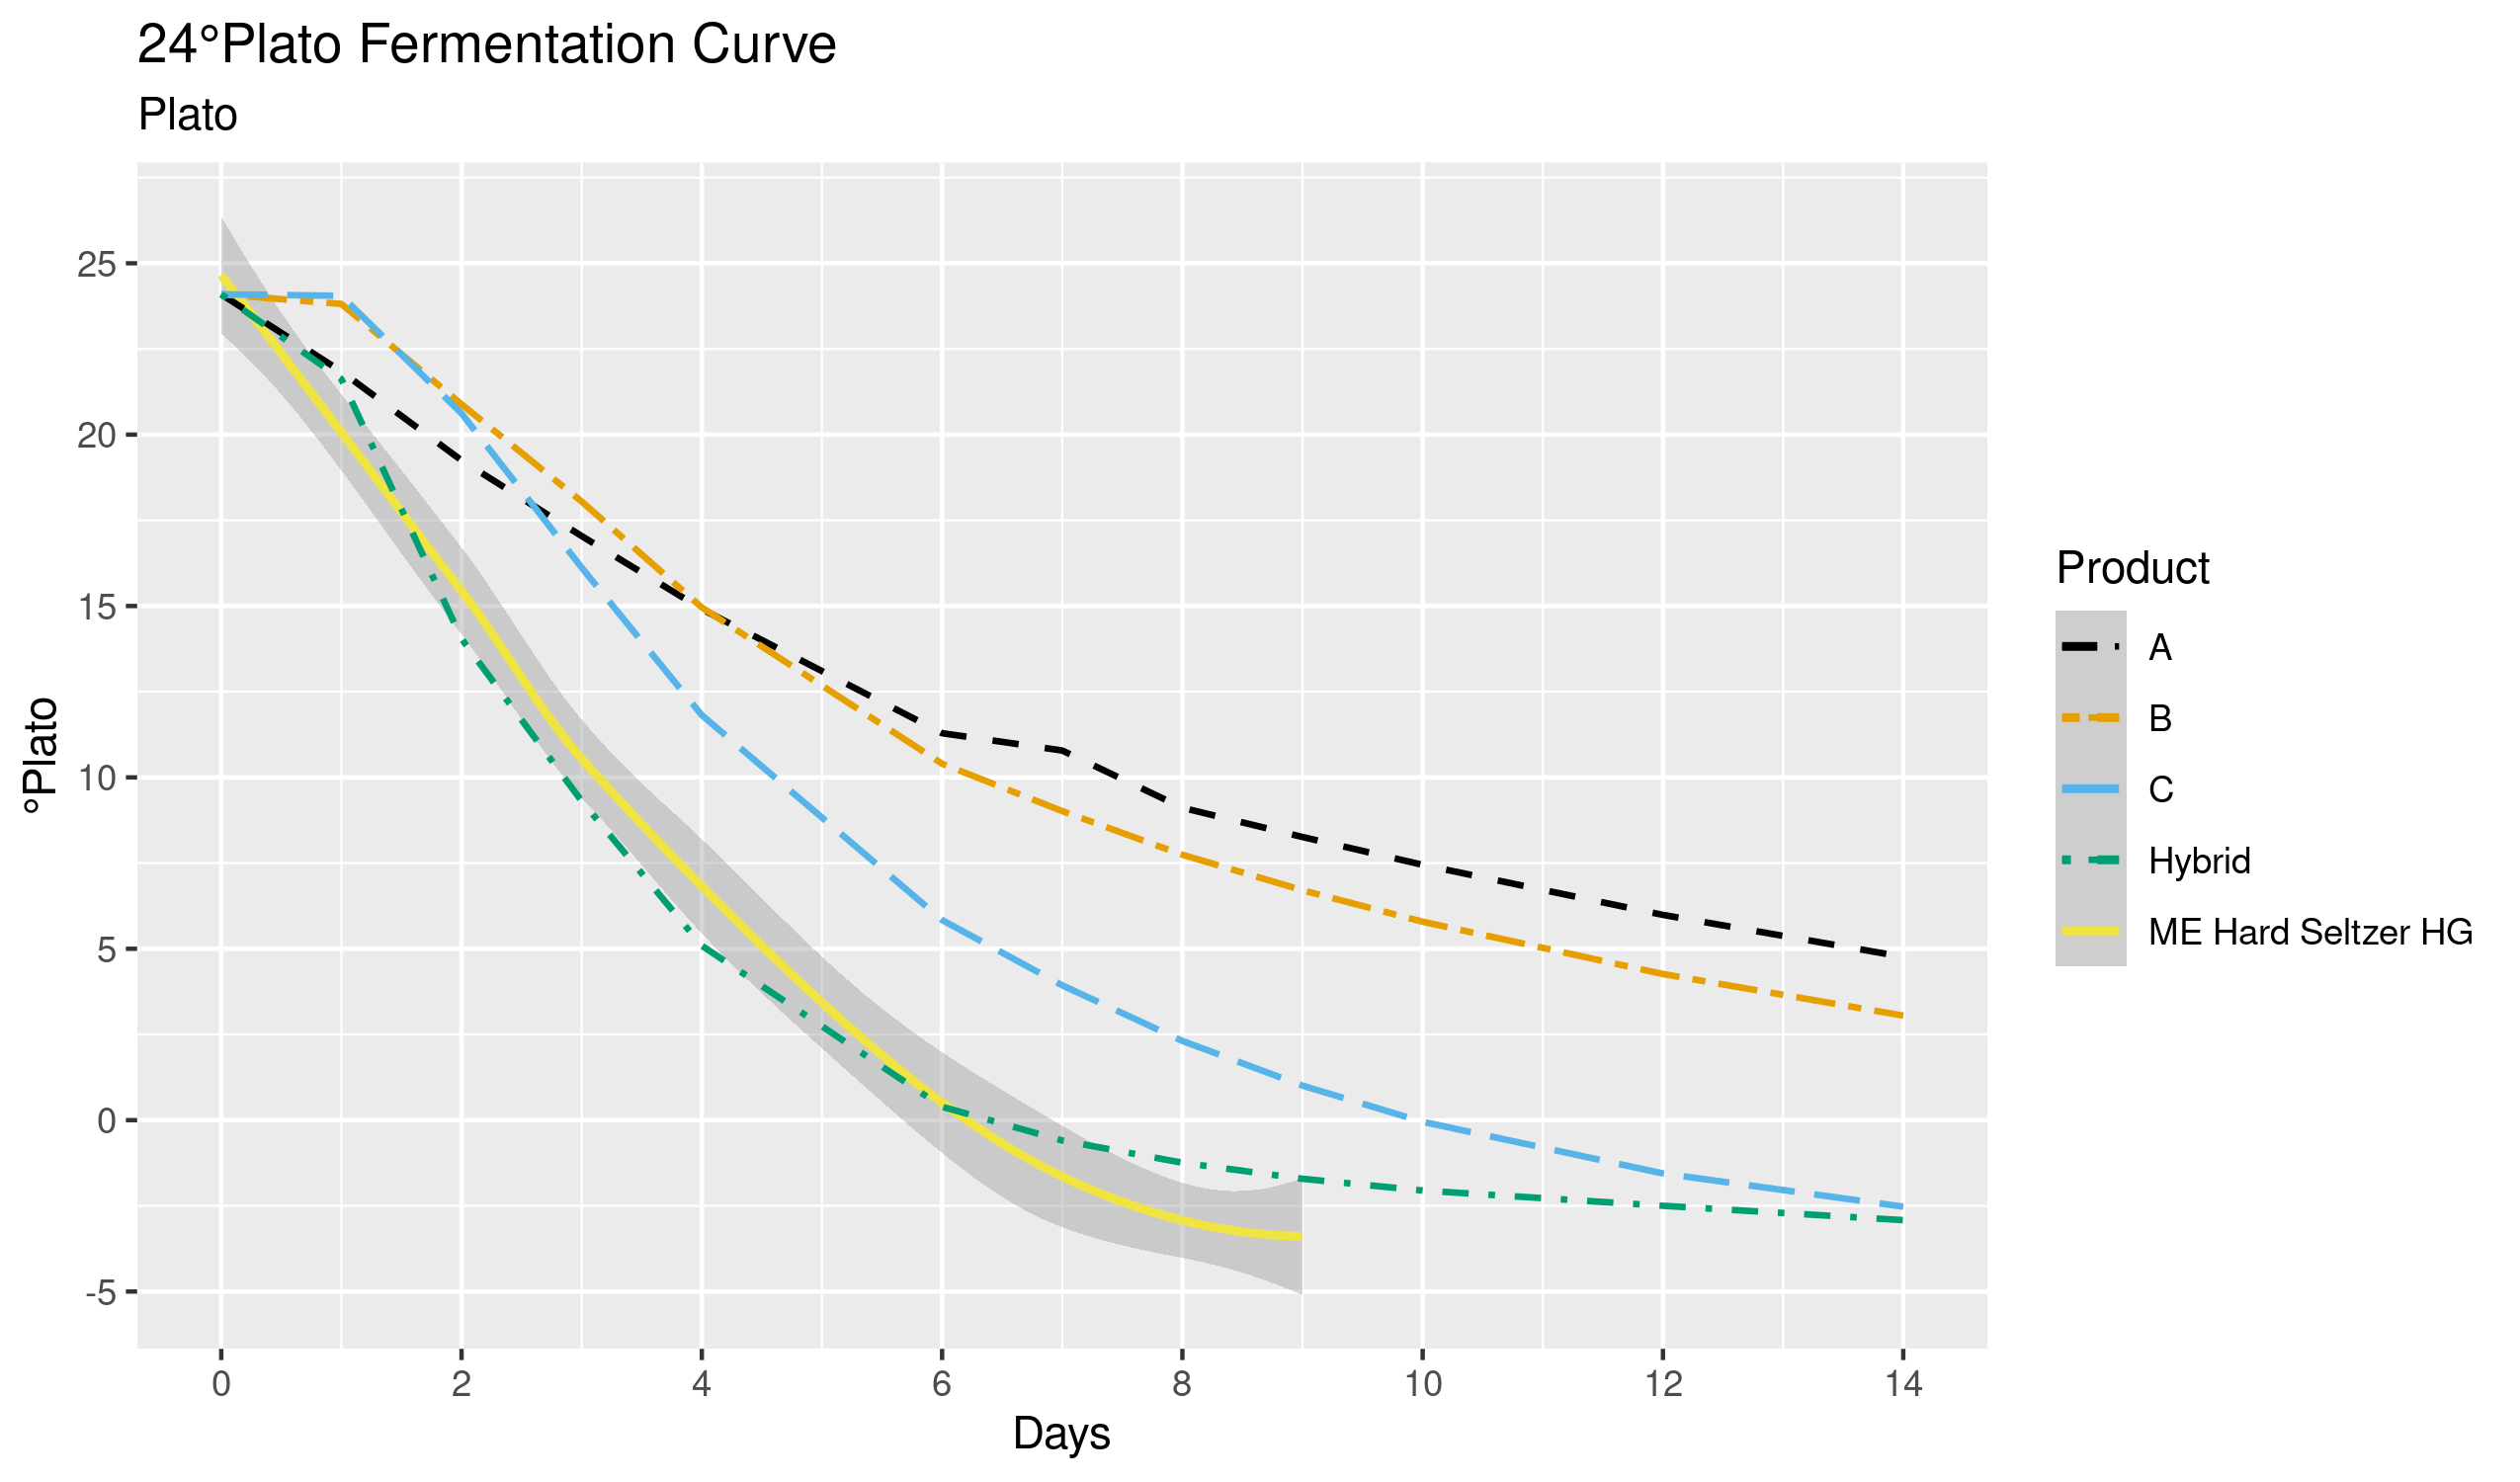 24°Plato Fermentation Curve
Plato
25
20
15
10
5
0
-5
°Plato
0 2 4 6 8 10 12 14
Days
Product
A
B
C
Hybrid
ME Hard Seltzer HG